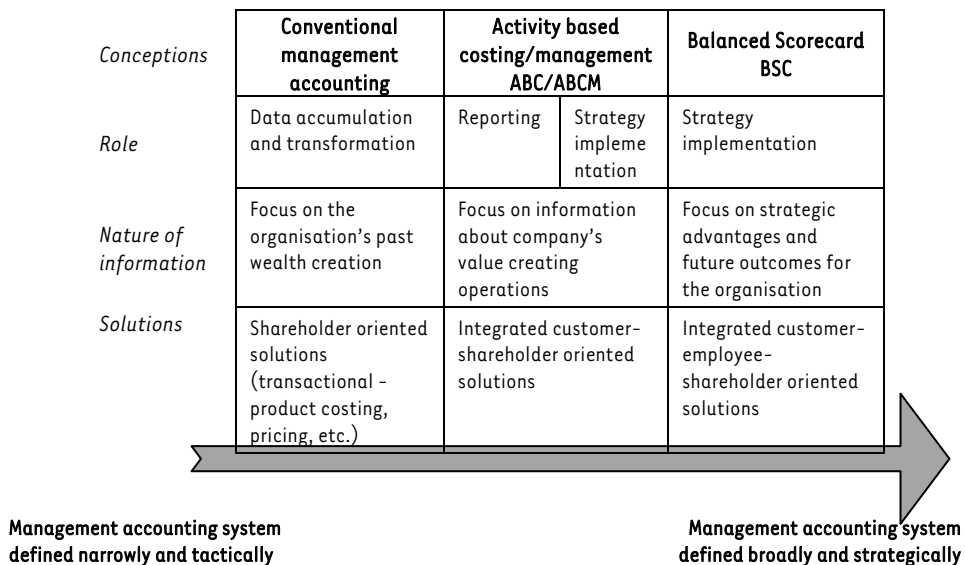 Conceptions
Conventional
management
accounting
Activity based
costing/management
ABC/ABCM
Balanced Scorecard
BSC
Role
Data accumulation
and transformation
Reporting
Strategy
impleme
ntation
Strategy
implementation
Nature of
information
Focus on the
organisation's past
wealth creation
Focus on information
about company's
value creating
operations
Focus on strategic
advantages and
future outcomes for
the organisation
Solutions
Shareholder oriented
solutions
(transactional -
product costing,
pricing, etc.)
Integrated customer-
shareholder oriented
solutions
Integrated customer-
employee-
shareholder oriented
solutions
Management accounting system
defined narrowly and tactically
Management accounting system
defined broadly and strategically